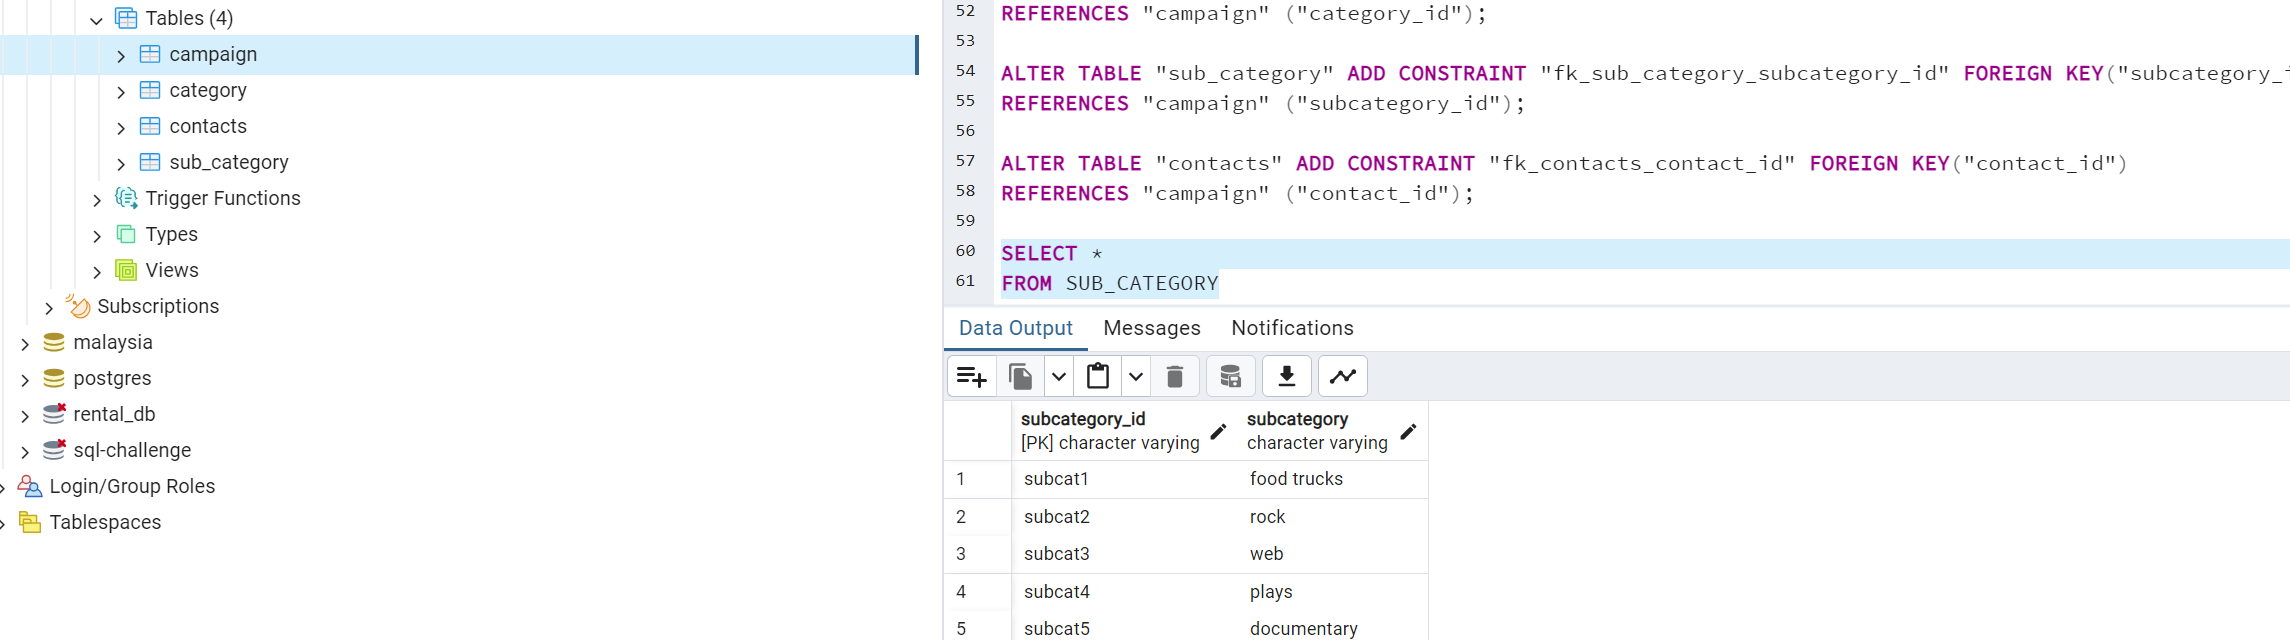 Tables (4)
campaign
category
contacts
sub_category
Trigger Functions
Types
Views
Subscriptions
malaysia
postgres
rental_db
sql-challenge
Login/Group Roles
Tablespaces
52 REFERENCES "campaign" ("category_id");
53
54 ALTER TABLE "sub_category" ADD CONSTRAINT "fk_sub_category_subcategory_id" FOREIGN KEY("subcategory_i
55 REFERENCES "campaign" ("subcategory_id");
56
57 ALTER TABLE "contacts" ADD CONSTRAINT "fk_contacts_contact_id" FOREIGN KEY("contact_id")
58 REFERENCES "campaign" ("contact_id");
59
60 SELECT *
61 FROM SUB_CATEGORY
Data Output Messages Notifications
subcategory_id subcategory
[PK] character varying character varying
1 subcat1 food trucks
2 subcat2 rock
3 subcat3 web
4 subcat4 plays
5 subcat5 documentary